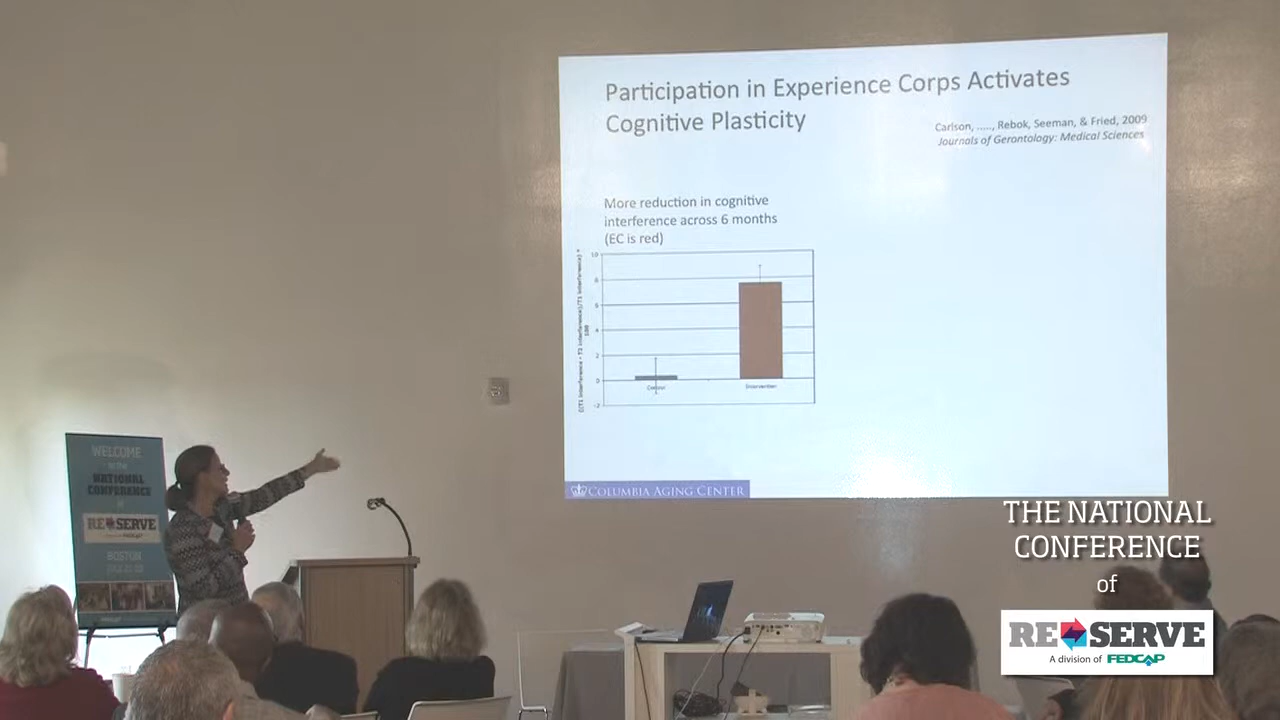 Participation in Experience Corps Activates
Cognitive Plasticity
Carlson, ....., Rebok, Seeman, & Fried, 2009
Journals of Gerontology: Medical Sciences
More reduction in cognitive
interference across 6 months
(EC is red)
10
8
6
4
2
0
-2
Control
Intervention
COLUMBIA AGING CENTER
WELCOME
to the
NATIONAL
CONFERENCE
of
RESERVE
BOSTON
THE NATIONAL
CONFERENCE
of
RESERVE
A division of FEDCAP